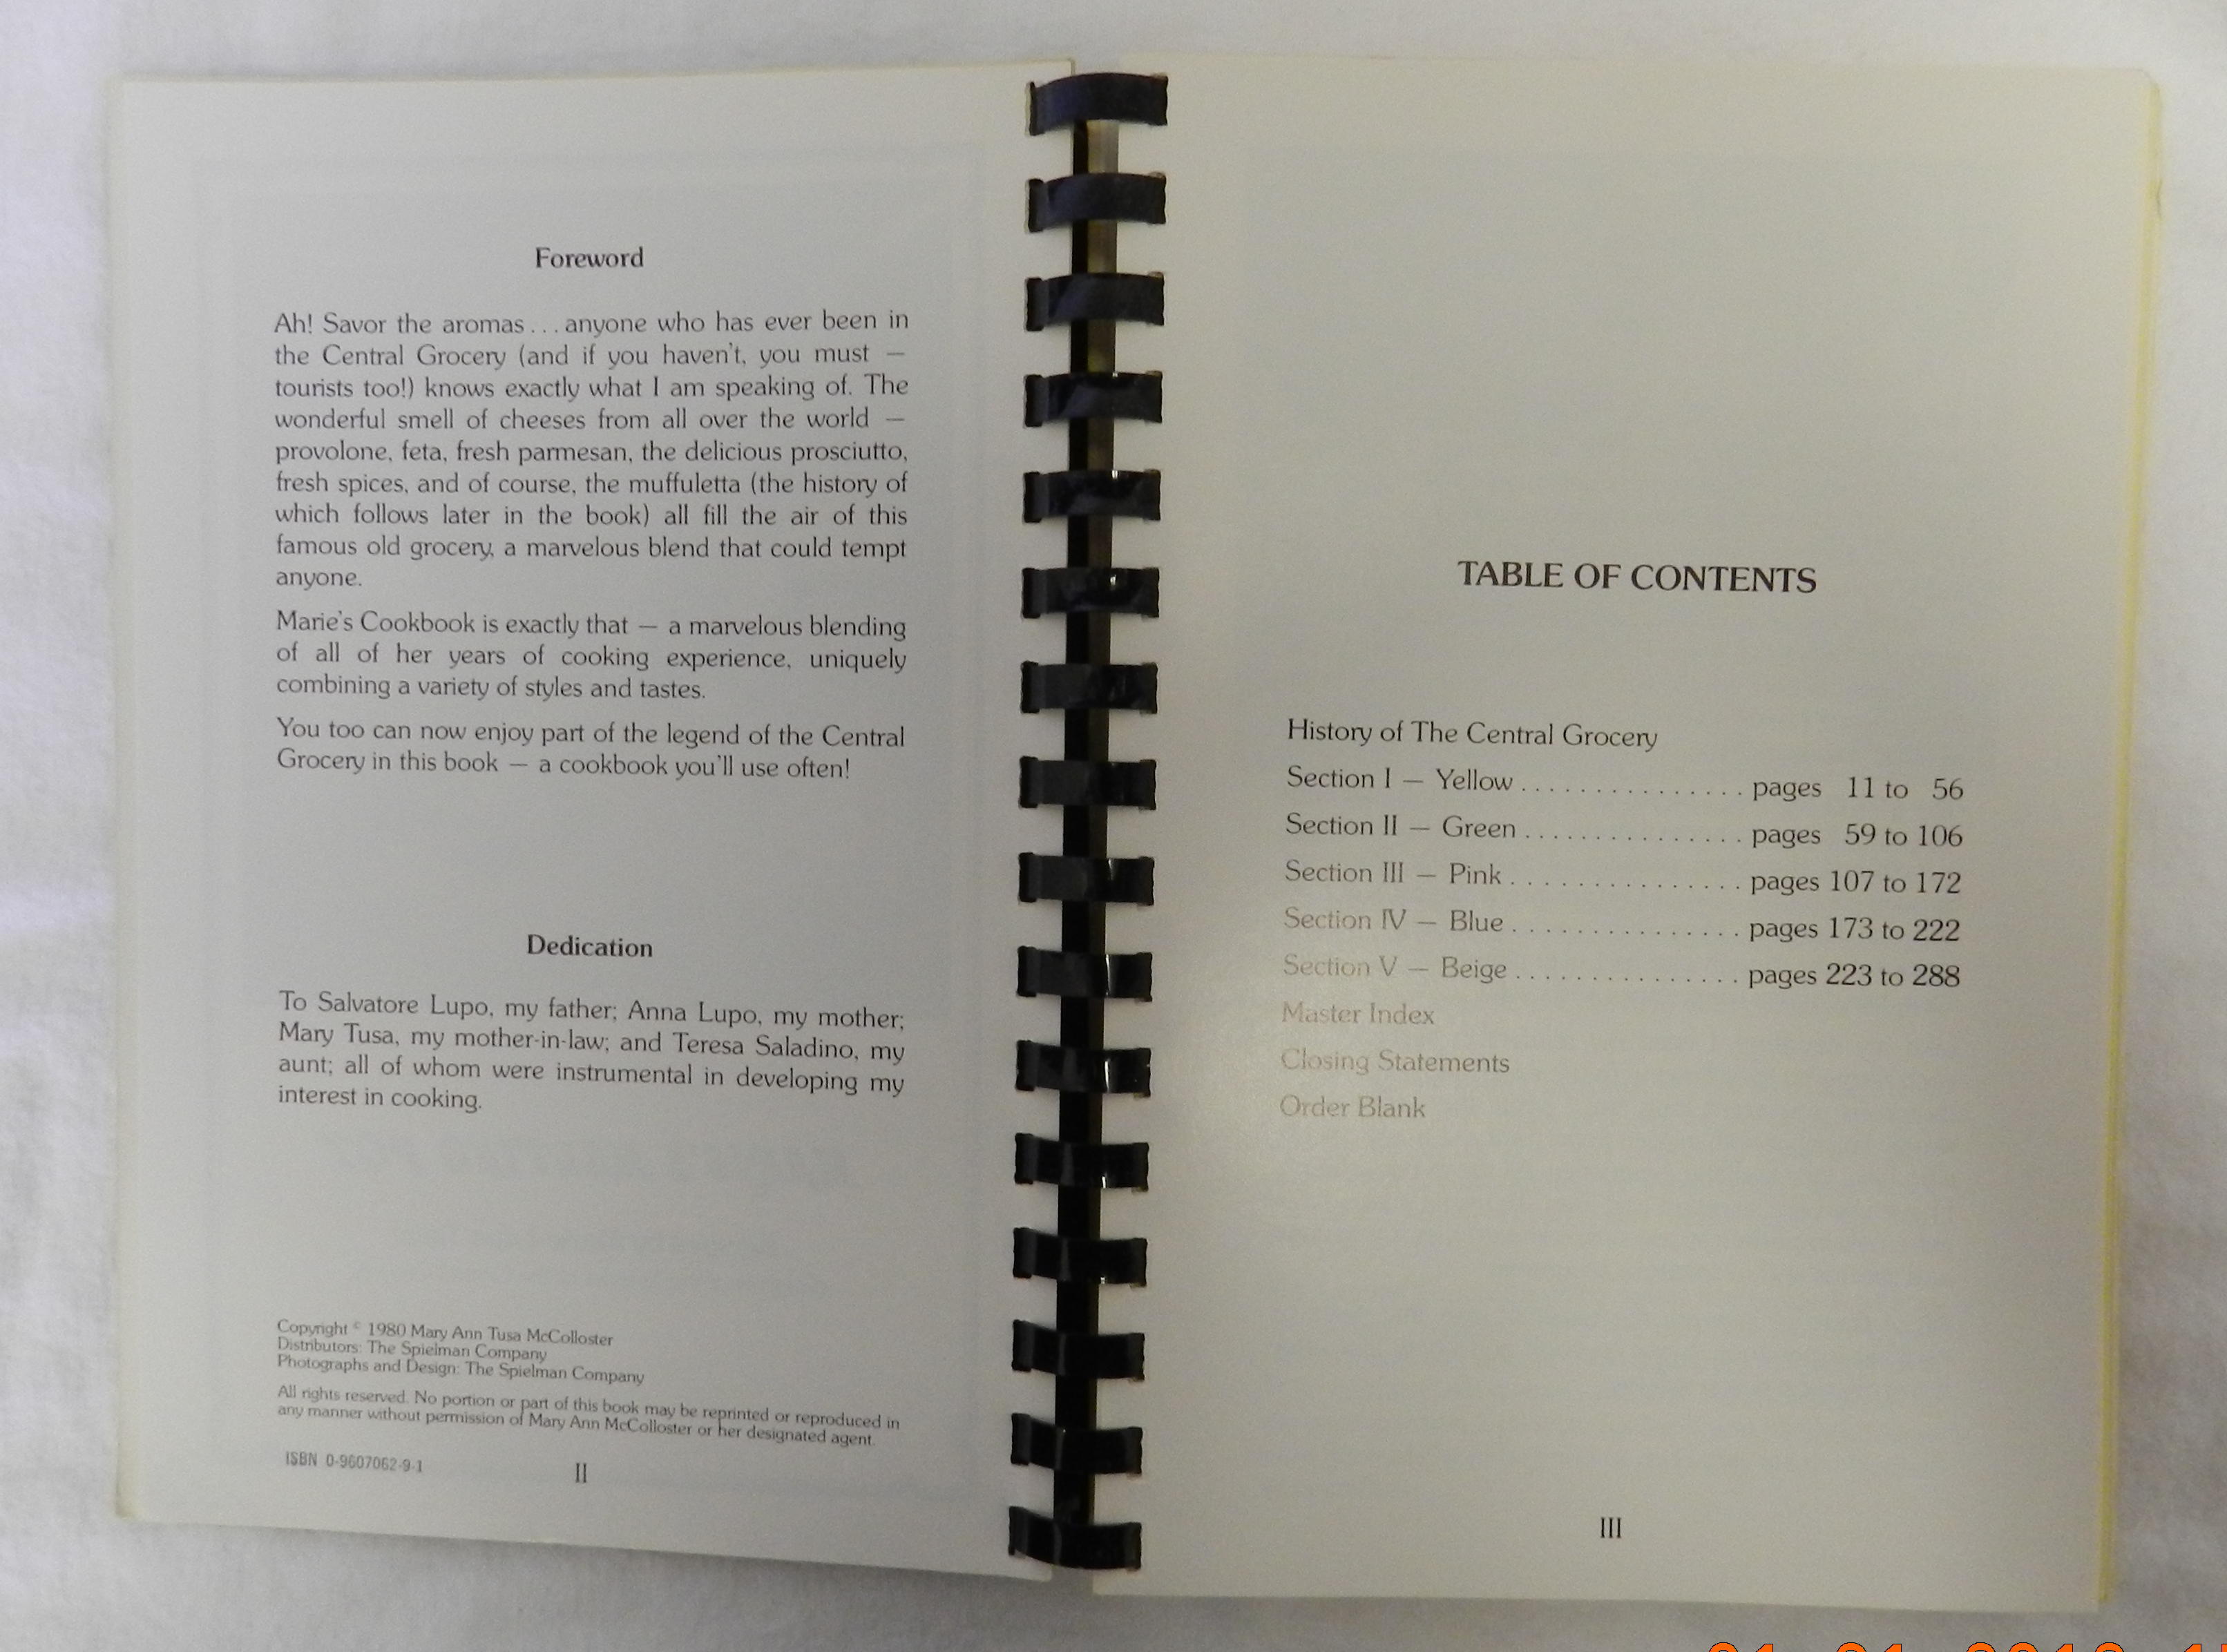 Foreword
Ah! Savor the aromas . . . anyone who has ever been in
the Central Grocery (and if you haven't, you must —
tourists too!) knows exactly what I am speaking of. The
wonderful smell of cheeses from all over the world —
provolone, feta, fresh parmesan, the delicious prosciutto,
fresh spices, and of course, the muffuletta (the history of
which follows later in the book) all fill the air of this
famous old grocery, a marvelous blend that could tempt
anyone.
Marie's Cookbook is exactly that — a marvelous blending
of all of her years of cooking experience, uniquely
combining a variety of styles and tastes.
You too can now enjoy part of the legend of the Central
Grocery in this book — a cookbook you'll use often!
Dedication
To Salvatore Lupo, my father; Anna Lupo, my mother;
Mary Tusa, my mother-in-law; and Teresa Saladino, my
aunt; all of whom were instrumental in developing my
interest in cooking.
Copyright © 1980 Mary Ann Tusa McColloster
Distributors: The Spielman Company
Photographs and Design: The Spielman Company
All rights reserved. No portion or part of this book may be reprinted or reproduced in
any manner without permission of Mary Ann McColloster or her designated agent.
ISBN 0-9607062-9-1
II
TABLE OF CONTENTS
History of The Central Grocery
Section I — Yellow . . . . . . . . . . . . . . . pages 11 to 56
Section II — Green . . . . . . . . . . . . . . . pages 59 to 106
Section III — Pink . . . . . . . . . . . . . . . . pages 107 to 172
Section IV — Blue . . . . . . . . . . . . . . . . pages 173 to 222
Section V — Beige . . . . . . . . . . . . . . . . pages 223 to 288
Master Index
Closing Statements
Order Blank
III